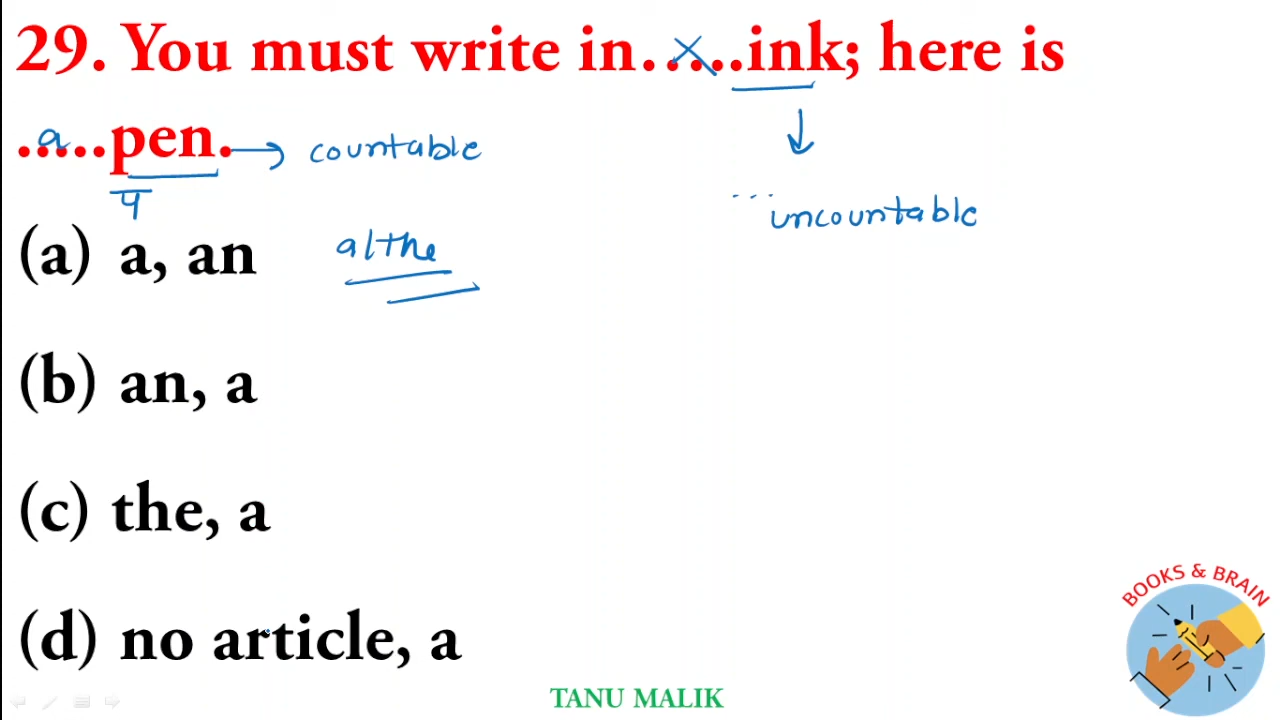 29. You must write in.✗...ink; here is
..a..pen. → countable
प
... uncountable
(a) a, an
a/the
(b) an, a
(c) the, a
(d) no article, a
BOOKS & BRAIN
TANU MALIK